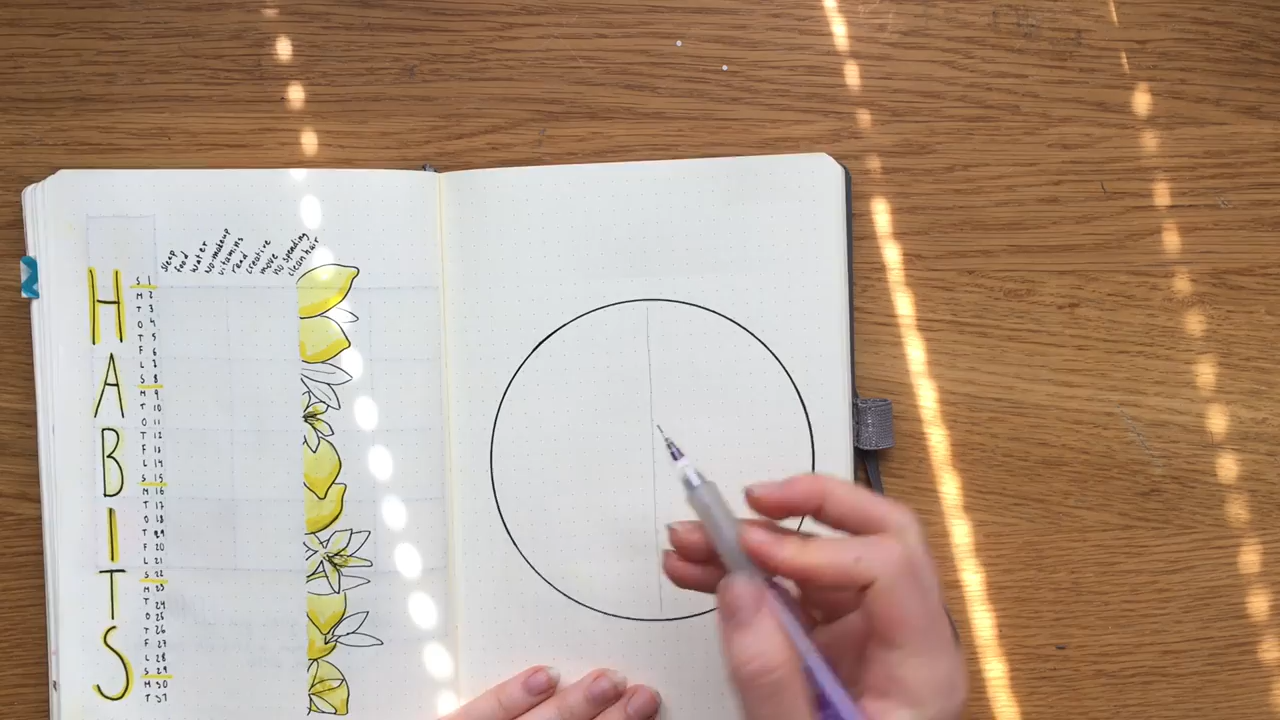 sleep
food
water
no-makeup
vitamins
read
creative
move
no spending
clean hair
HABITS
S 1
M 2
T 3
O 4
T 5
F 6
L 7
S 8
M 9
T 10
O 11
T 12
F 13
L 14
S 15
M 16
T 17
O 18
T 19
F 20
L 21
S 22
M 23
T 24
O 25
T 26
F 27
L 28
S 29
M 30
T 31